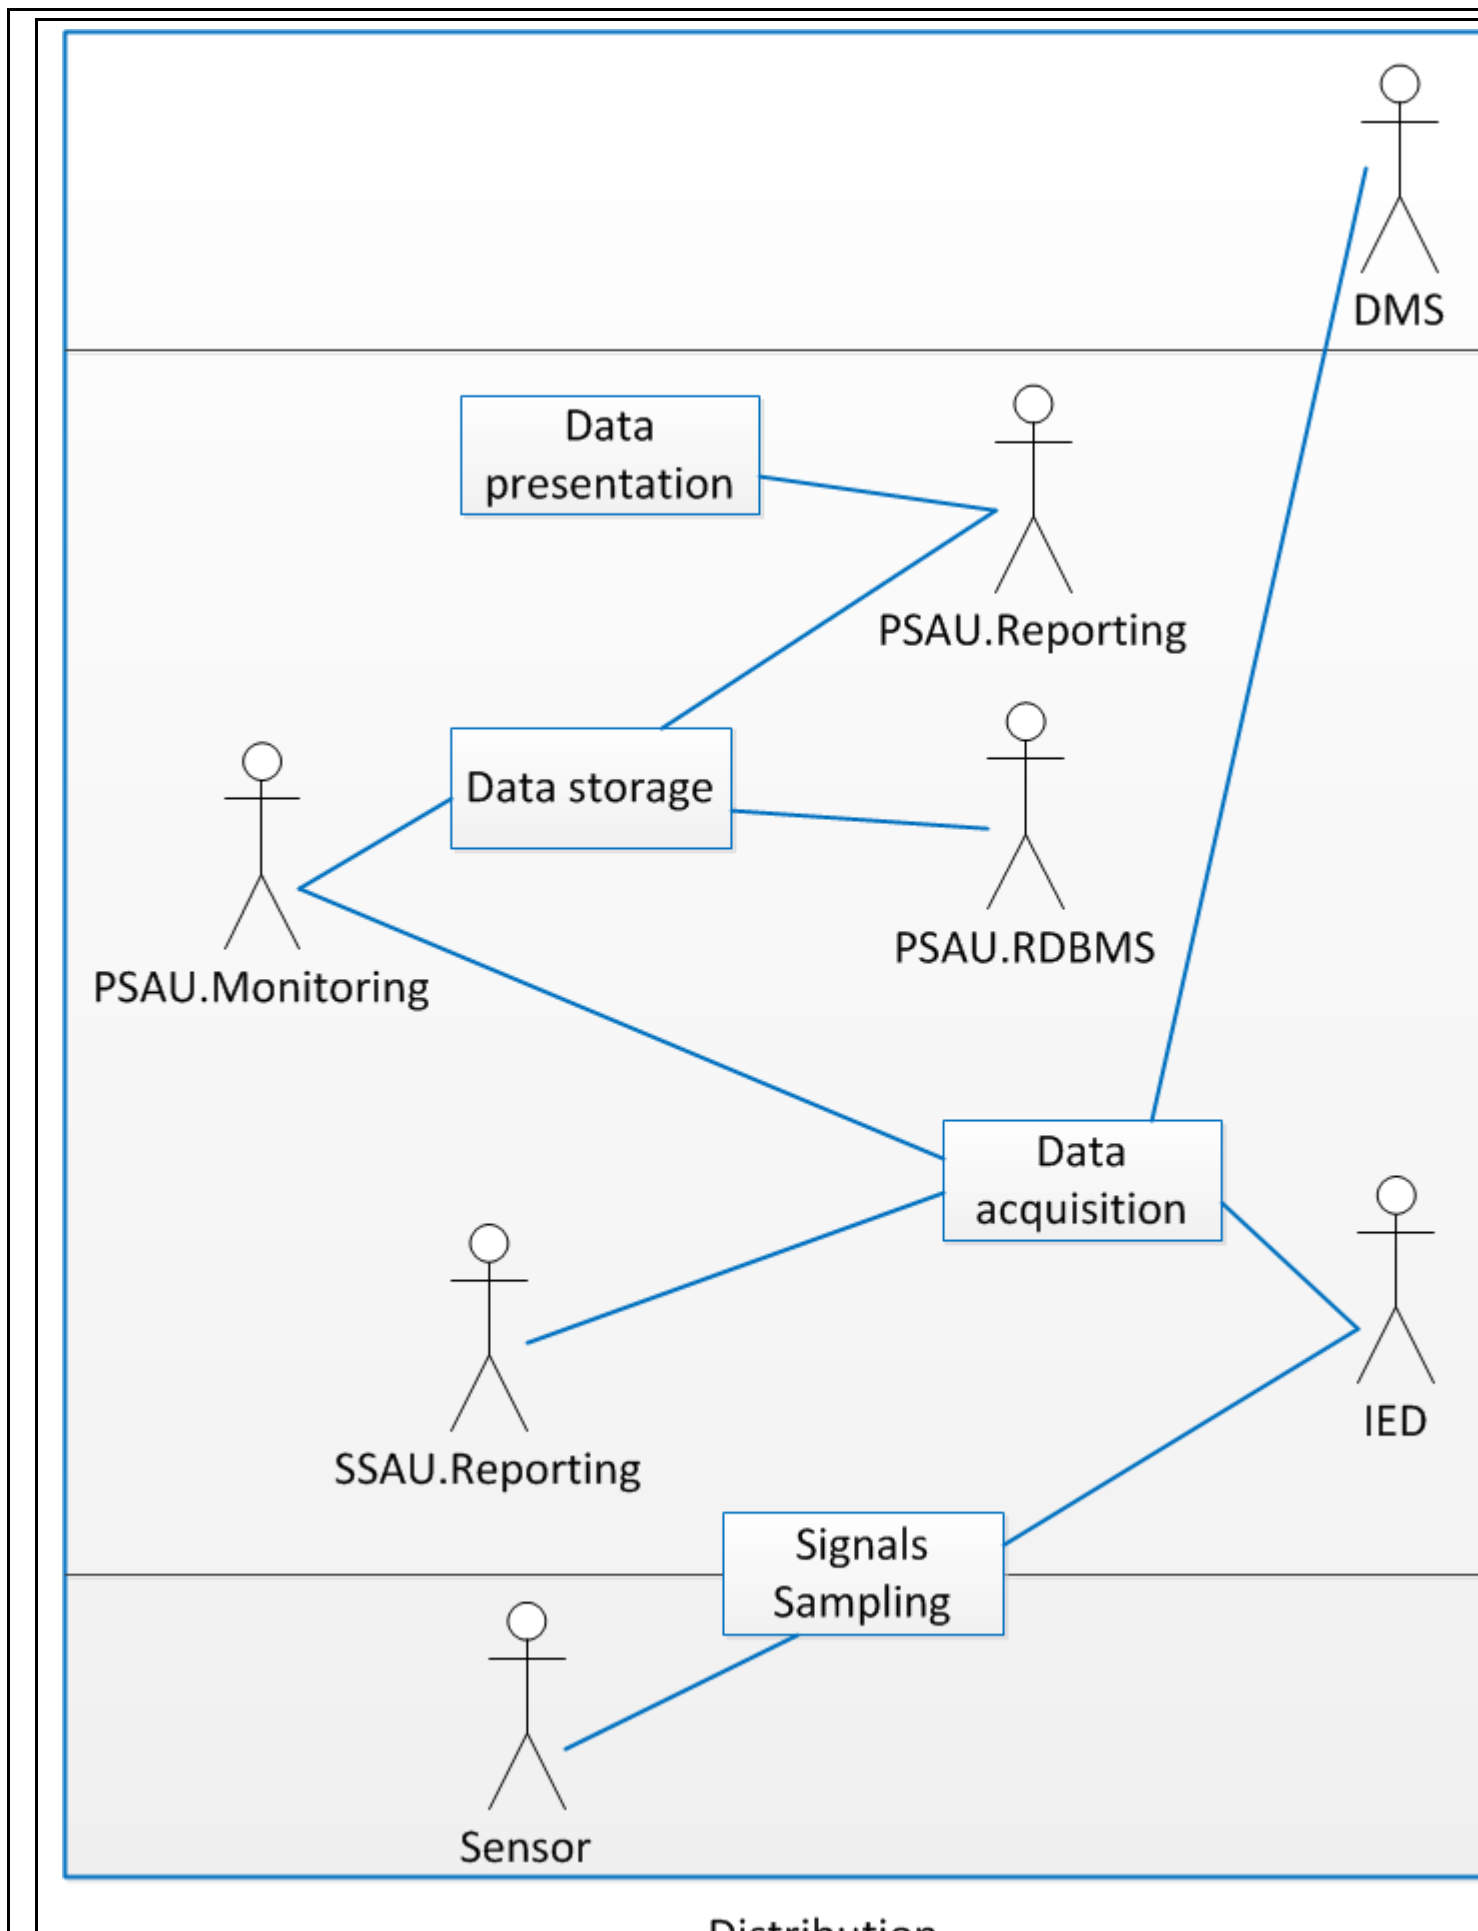 DMS
Data
presentation
PSAU.Reporting
Data storage
PSAU.RDBMS
PSAU.Monitoring
Data
acquisition
IED
SSAU.Reporting
Signals
Sampling
Sensor
Distribution